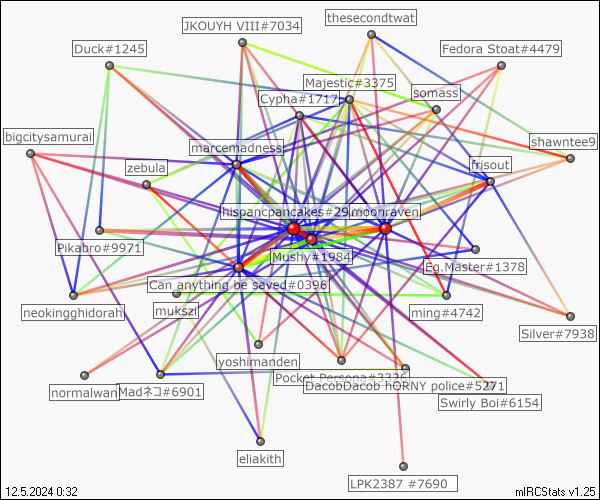 thesecondtwat
JKOUYH VIII#7034
Duck#1245
Fedora Stoat#4479
Majestic#3375
somass
Cypha#1717
bigcitysamurai
marcemadness
shawntee9
zebula
frisout
hispancpancakes#29
moonraven
Pikabro#9971
Mushy#1984
Eg.Master#1378
Can anything be saved#0396
neokingghidorah
mukszi
ming#4742
Silver#7938
yoshimanden
Pocket Persona#3326
normalwan
Madネコ#6901
DacobDacob hORNY police#5271
Swirly Boi#6154
eliakith
LPK2387 #7690
12.5.2024 0:32
mIRCStats v1.25